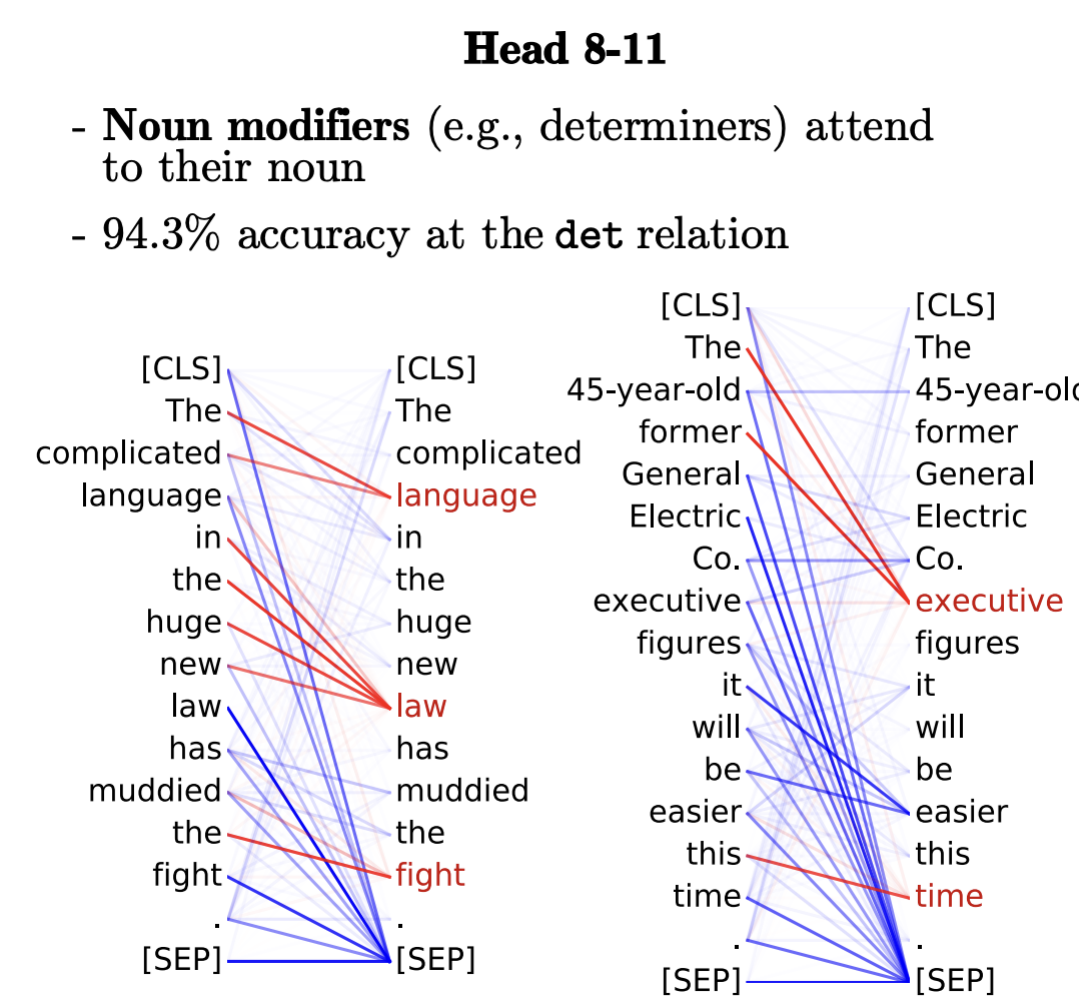 Head 8-11
- Noun modifiers (e.g., determiners) attend
to their noun
- 94.3% accuracy at the det relation
[CLS] [CLS]
The The
complicated complicated
language language
in in
the the
huge huge
new new
law law
has has
muddied muddied
the the
fight fight
. .
[SEP] [SEP]
[CLS] [CLS]
The The
45-year-old 45-year-old
former former
General General
Electric Electric
Co. Co.
executive executive
figures figures
it it
will will
be be
easier easier
this this
time time
. .
[SEP] [SEP]